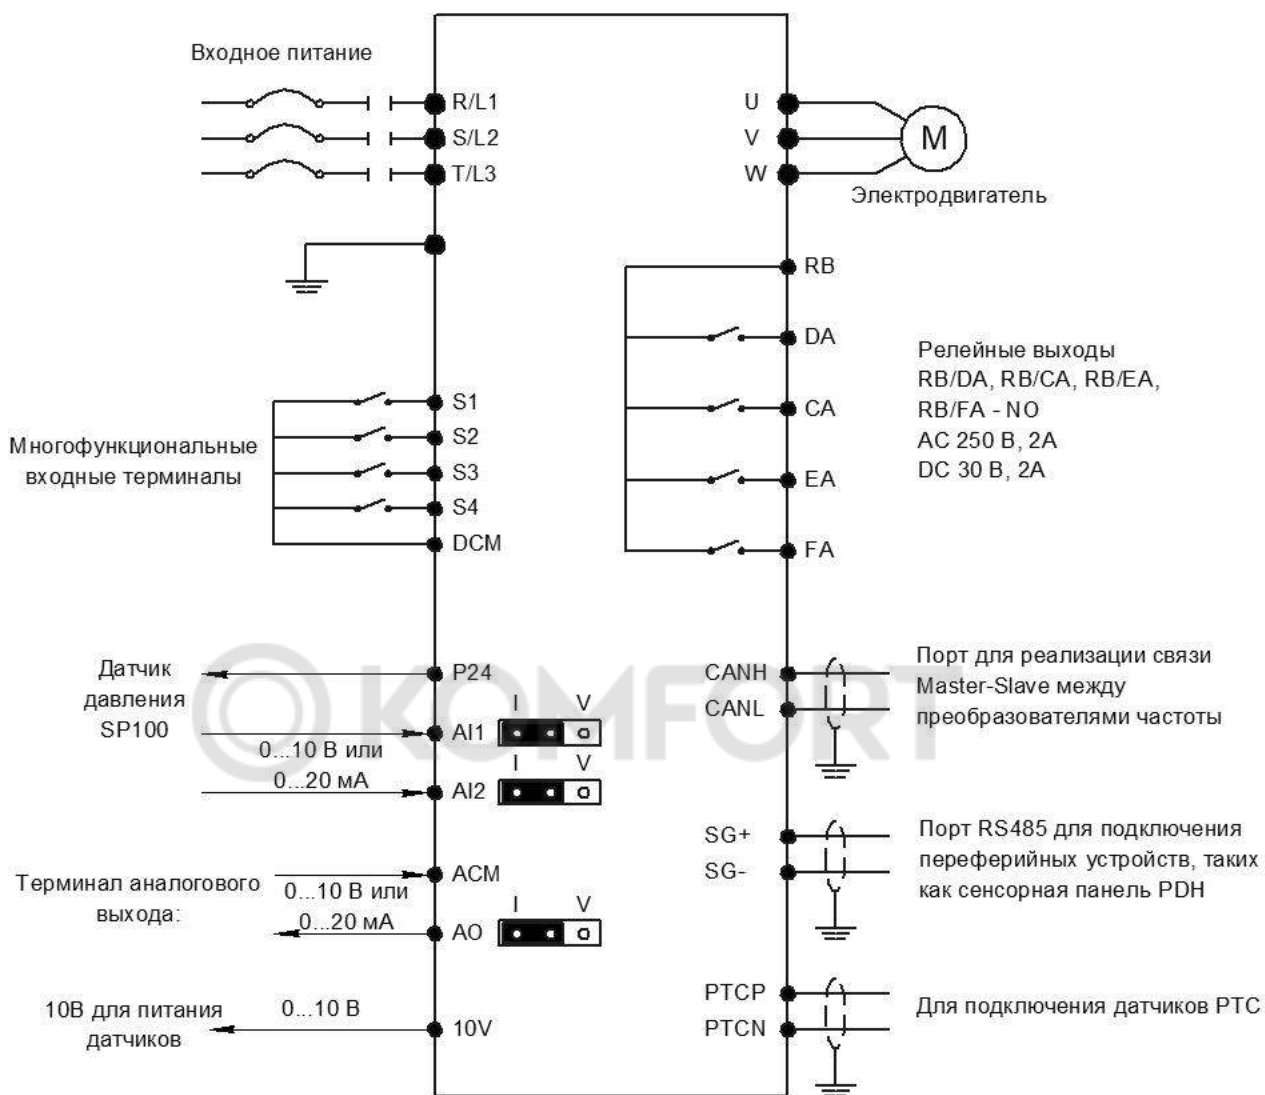 Входное питание
R/L1
S/L2
T/L3
U
V
W
M
Электродвигатель
RB
DA
CA
EA
FA
Релейные выходы
RB/DA, RB/CA, RB/EA,
RB/FA - NO
AC 250 В, 2А
DC 30 В, 2А
Многофункциональные
входные терминалы
S1
S2
S3
S4
DCM
Датчик
давления
SP100
P24
I V
AI1
0...10 В или
0...20 мА
I V
AI2
KOMFORT
CANH
CANL
Порт для реализации связи
Master-Slave между
преобразователями частоты
SG+
SG-
Порт RS485 для подключения
переферийных устройств, таких
как сенсорная панель PDH
Терминал аналогового
выхода:
ACM
0...10 В или
0...20 мА
I V
AO
10В для питания
датчиков
0...10 В
10V
PTCP
PTCN
Для подключения датчиков PTC